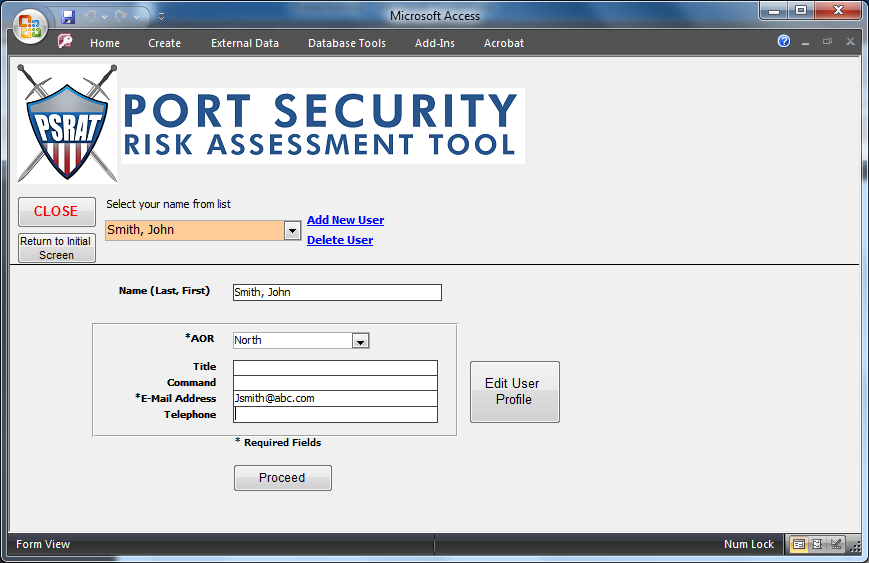 Microsoft Access
Home Create External Data Database Tools Add-Ins Acrobat
PSRAT
PORT SECURITY
RISK ASSESSMENT TOOL
CLOSE
Select your name from list
Smith, John
Add New User
Return to Initial
Screen
Delete User
Name (Last, First) Smith, John
*AOR North
Title
Command
*E-Mail Address Jsmith@abc.com
Telephone
Edit User
Profile
* Required Fields
Proceed
Form View Num Lock